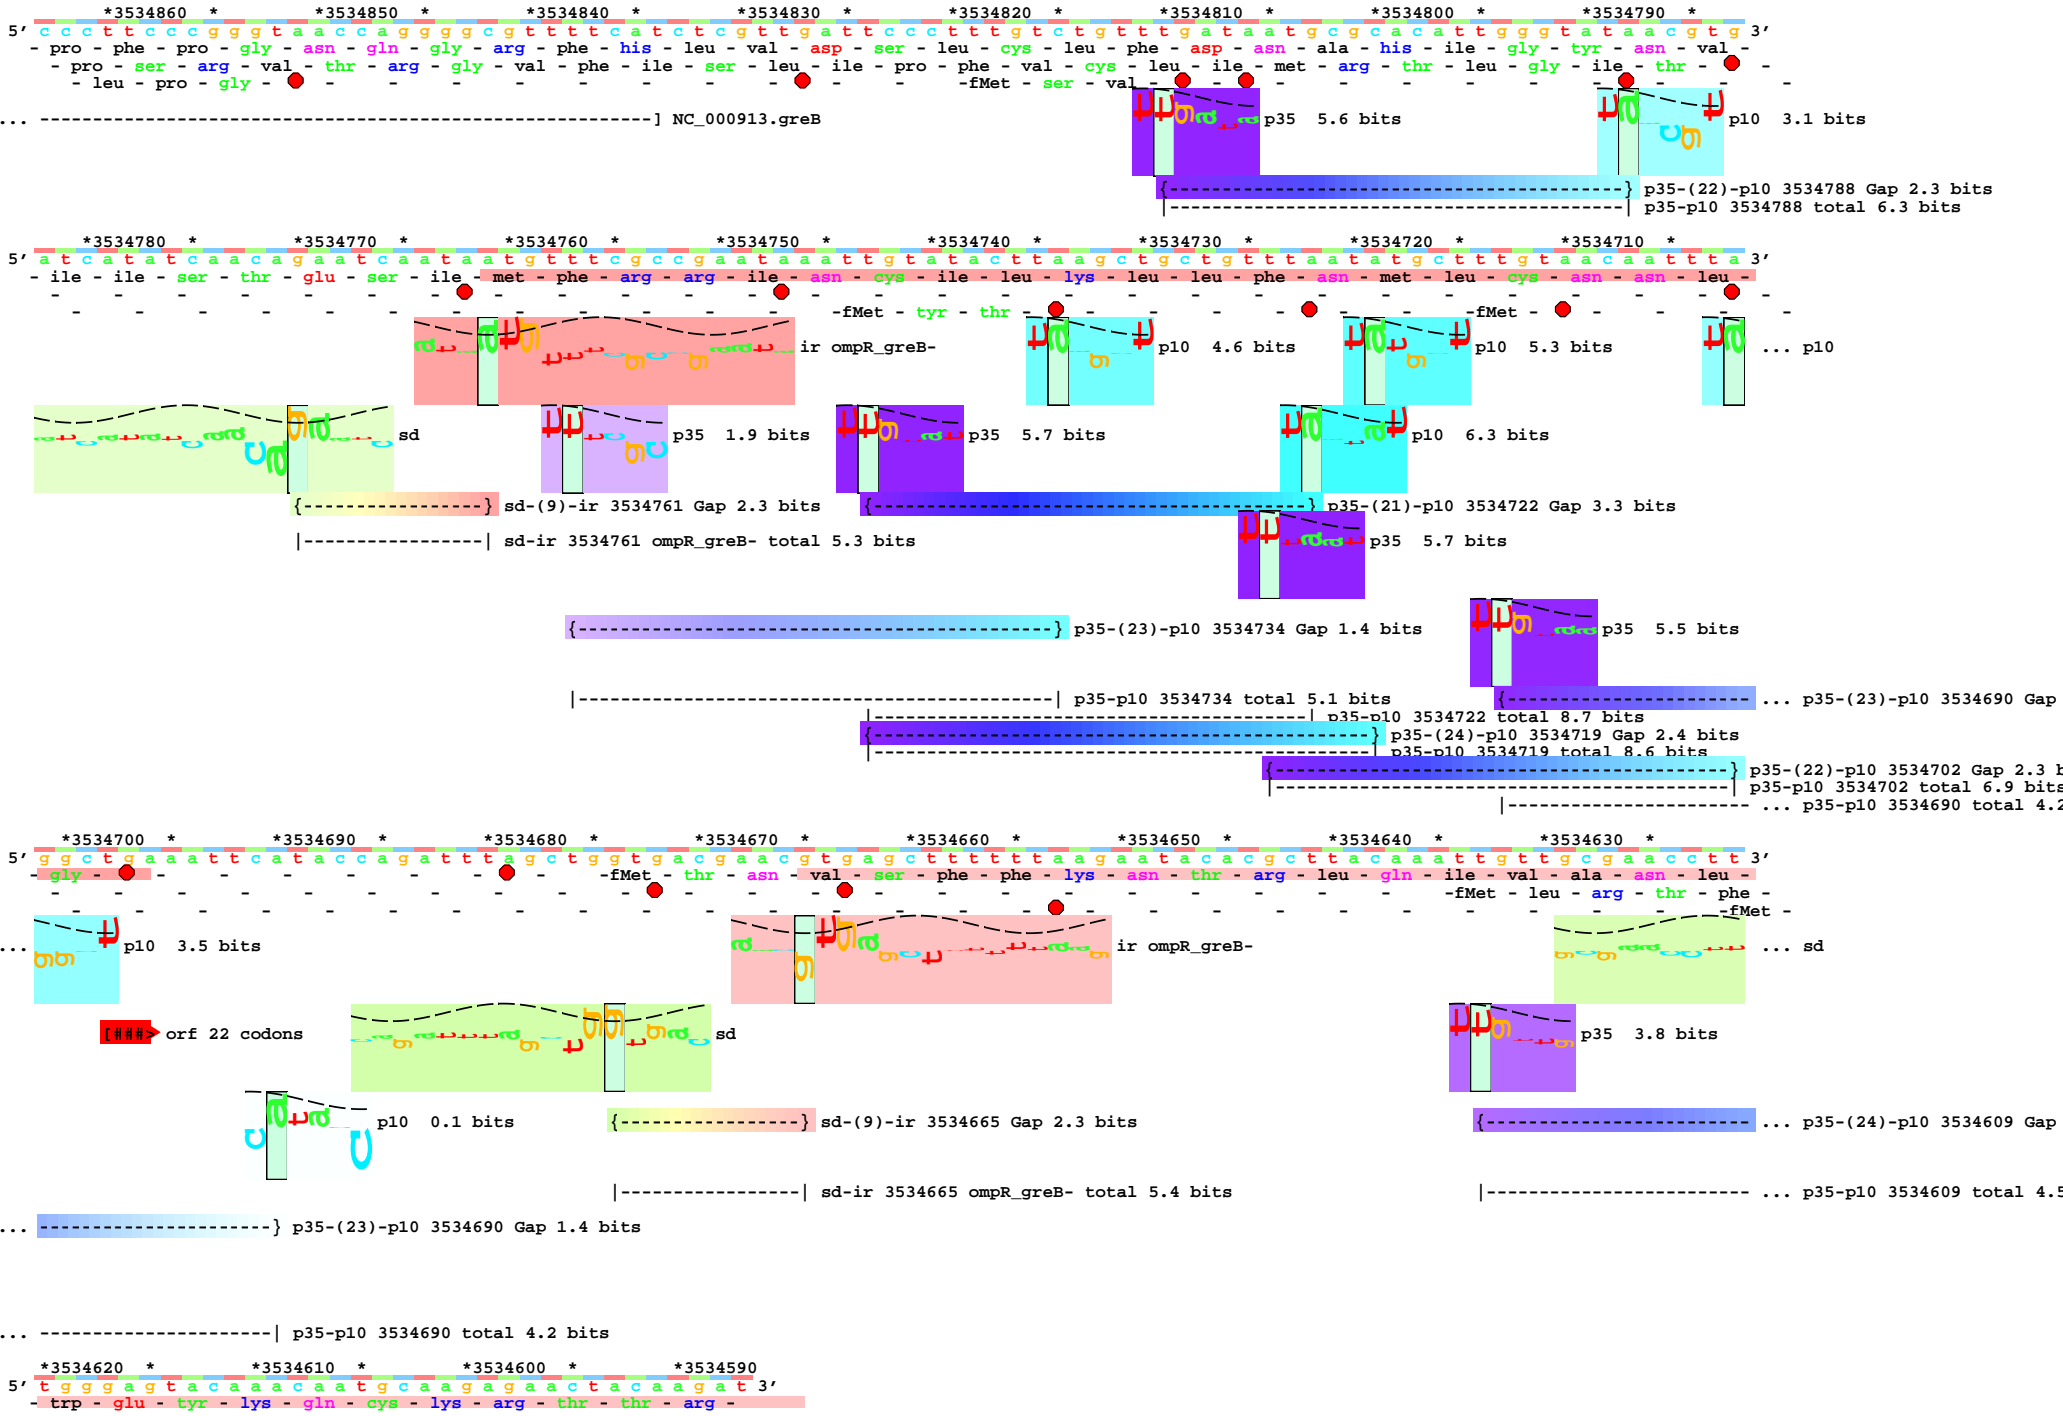 *3534860 * *3534850 * *3534840 * *3534830 * *3534820 * *3534810 * *3534800 * *3534790 *
5' c c c t t c c c g g g t a a c c a g g g g c g t t t t c a t c t c g t t g a t t c c c t t t g t c t g t t t g a t a a t g c g c a c a t t g g g t a t a a c g t g 3'
- pro - phe - pro - gly - asn - gln - gly - arg - phe - his - leu - val - asp - ser - leu - cys - leu - phe - asp - asn - ala - his - ile - gly - tyr - asn - val -
- pro - ser - arg - val - thr - arg - gly - val - phe - ile - ser - leu - ile - pro - phe - val - cys - leu - ile - met - arg - thr - leu - gly - ile - thr - -
- leu - pro - gly - - - - - - - - - - -fMet - ser - val - - - - - - - - - -
... -----------------------------] NC_000913.greB
p35 5.6 bits
p10 3.1 bits
{----------------------} p35-(22)-p10 3534788 Gap 2.3 bits
|----------------------| p35-p10 3534788 total 6.3 bits
*3534780 * *3534770 * *3534760 * *3534750 * *3534740 * *3534730 * *3534720 * *3534710 *
5' a t c a t a t c a a c a g a a t c a a t a a t g t t t c g c c g a a t a a a t t g t a t a c t t a a g c t g c t g t t t a a t a t g c t t t g t a a c a a t t t a 3'
- ile - ile - ser - thr - glu - ser - ile - met - phe - arg - arg - ile - asn - cys - ile - leu - lys - leu - leu - phe - asn - met - leu - cys - asn - asn - leu -
- - - - - - - - - - - - - - - - - - - - - - - - - -
- - - - - - - - - - - - -fMet - tyr - thr - - - - - - - -fMet - - - - -
ir ompR_greB-
p10 4.6 bits
p10 5.3 bits
... p10
sd
p35 1.9 bits
p35 5.7 bits
p10 6.3 bits
{-----------------} sd-(9)-ir 3534761 Gap 2.3 bits
{---------------------} p35-(21)-p10 3534722 Gap 3.3 bits
|-----------------| sd-ir 3534761 ompR_greB- total 5.3 bits
p35 5.7 bits
{----------------------} p35-(23)-p10 3534734 Gap 1.4 bits
p35 5.5 bits
|----------------------| p35-p10 3534734 total 5.1 bits
{---------------------- ... p35-(23)-p10 3534690 Gap
|---------------------| p35-p10 3534722 total 8.7 bits
{------------------------} p35-(24)-p10 3534719 Gap 2.4 bits
|------------------------| p35-p10 3534719 total 8.6 bits
{----------------------} p35-(22)-p10 3534702 Gap 2.3 b
|----------------------| p35-p10 3534702 total 6.9 bits
|---------------------- ... p35-p10 3534690 total 4.2
*3534700 * *3534690 * *3534680 * *3534670 * *3534660 * *3534650 * *3534640 * *3534630 *
5' g g c t g a a a t t c a t a c c a g a t t t a g c t g g t g a c g a a c g t g a g c t t t t t t a a g a a t a c a c g c t t a c a a a t t g t t g c g a a c c t t 3'
- gly - - - - - - - - -fMet - thr - asn - val - ser - phe - phe - lys - asn - thr - arg - leu - gln - ile - val - ala - asn - leu -
- - - - - - - - - - - - - - - - - - - - - - -fMet - leu - arg - thr - phe -
- - - - - - - - - - - - - - - - - - - - - - - - - - -fMet -
... p10 3.5 bits
ir ompR_greB-
... sd
[###> orf 22 codons
sd
p35 3.8 bits
p10 0.1 bits
{-----------------} sd-(9)-ir 3534665 Gap 2.3 bits
{---------------------- ... p35-(24)-p10 3534609 Gap
|-----------------| sd-ir 3534665 ompR_greB- total 5.4 bits
|---------------------- ... p35-p10 3534609 total 4.5
... ----------------------} p35-(23)-p10 3534690 Gap 1.4 bits
... ----------------------| p35-p10 3534690 total 4.2 bits
*3534620 * *3534610 * *3534600 * *3534590
5' t g g g a g t a c a a a c a a t g c a a g a g a a c t a c a a g a t 3'
- trp - glu - tyr - lys - gln - cys - lys - arg - thr - thr - arg -